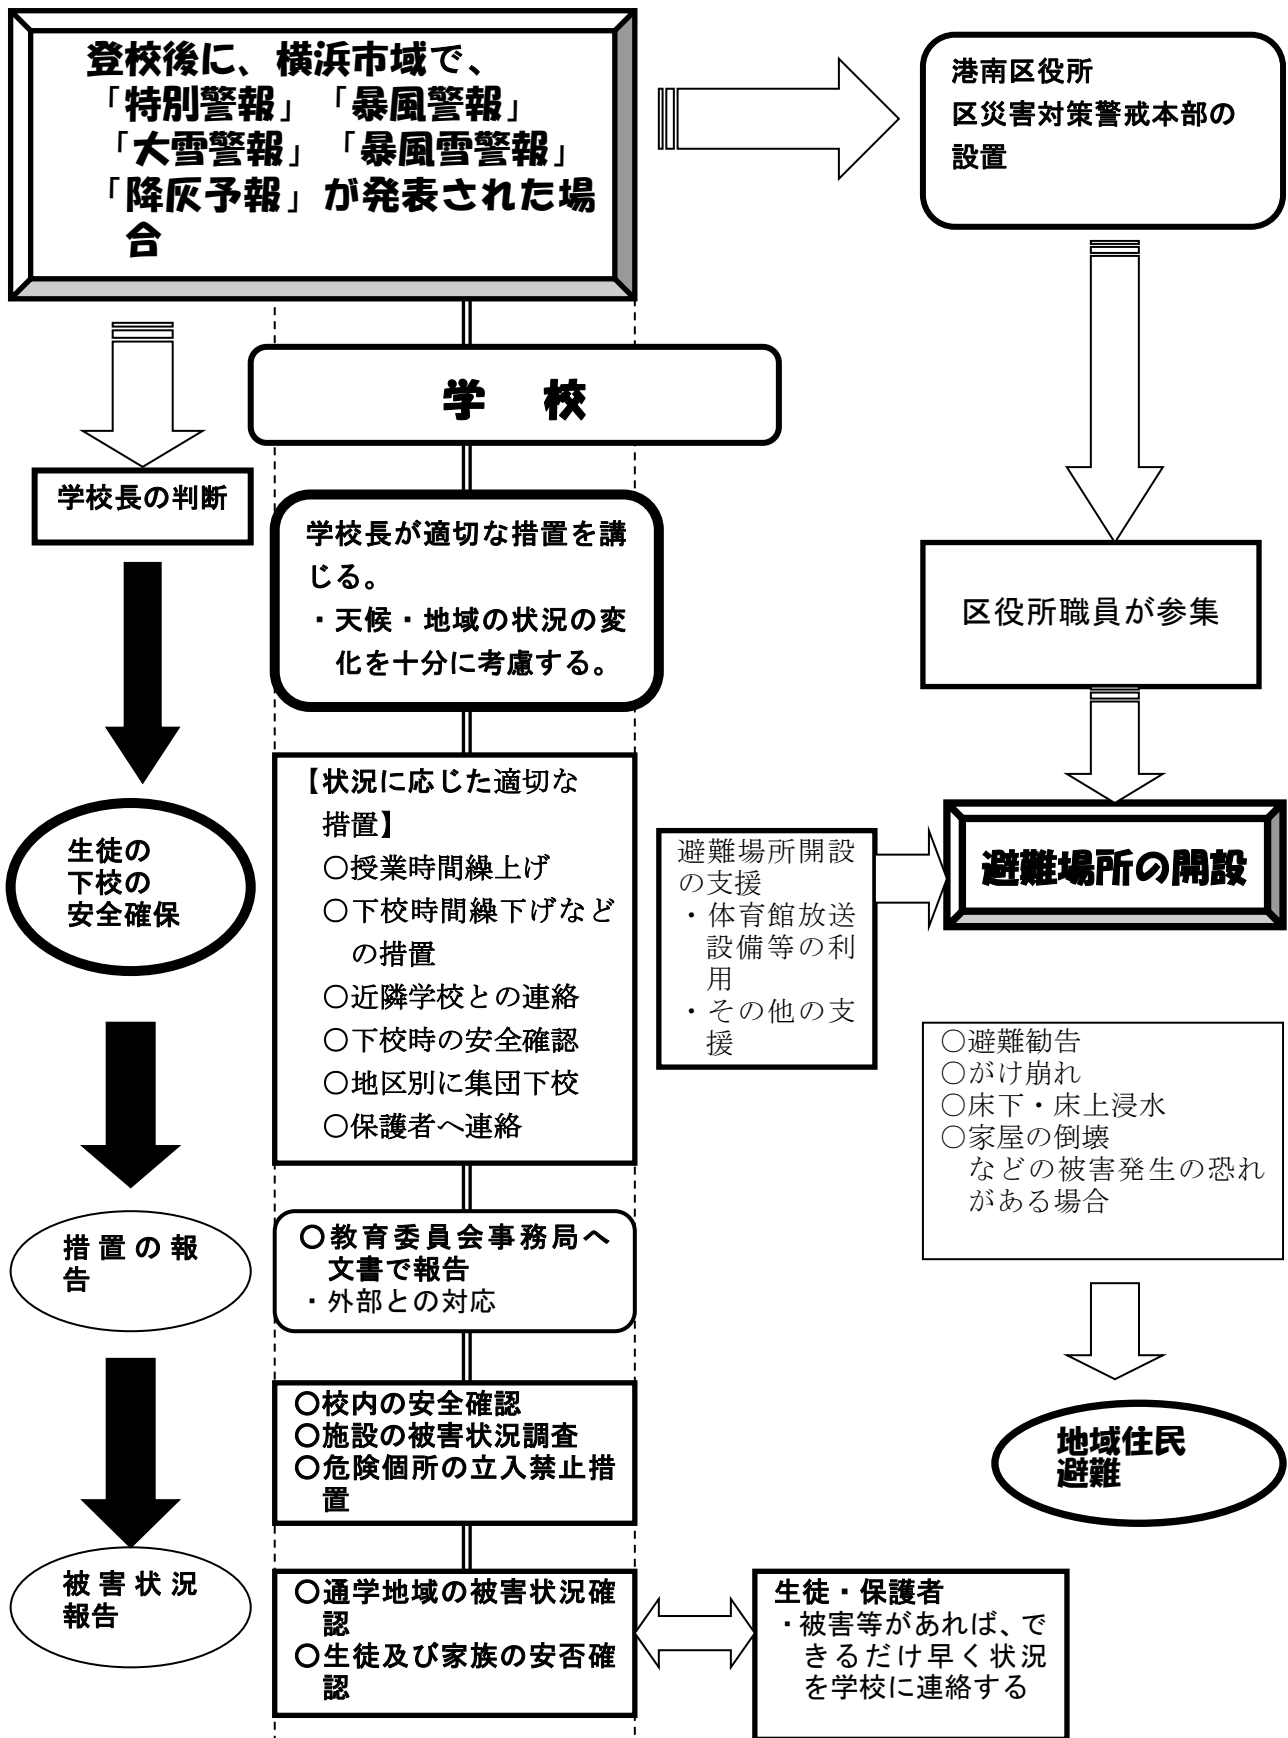 登校後に、横浜市域で、
「特別警報」「暴風警報」
「大雪警報」「暴風雪警報」
「降灰予報」が発表された場
合
港南区役所
区災害対策警戒本部の
設置
学　校
学校長の判断
学校長が適切な措置を講
じる。
・天候・地域の状況の変
化を十分に考慮する。
区役所職員が参集
【状況に応じた適切な
措置】
○授業時間繰上げ
○下校時間繰下げなど
の措置
○近隣学校との連絡
○下校時の安全確認
○地区別に集団下校
○保護者へ連絡
生徒の
下校の
安全確保
避難場所開設
の支援
・体育館放送
設備等の利
用
・その他の支
援
避難場所の開設
○避難勧告
○がけ崩れ
○床下・床上浸水
○家屋の倒壊
などの被害発生の恐れ
がある場合
措置の報
告
○教育委員会事務局へ
文書で報告
・外部との対応
○校内の安全確認
○施設の被害状況調査
○危険個所の立入禁止措
置
地域住民
避難
被害状況
報告
○通学地域の被害状況確
認
○生徒及び家族の安否確
認
生徒・保護者
・被害等があれば、で
きるだけ早く状況
を学校に連絡する